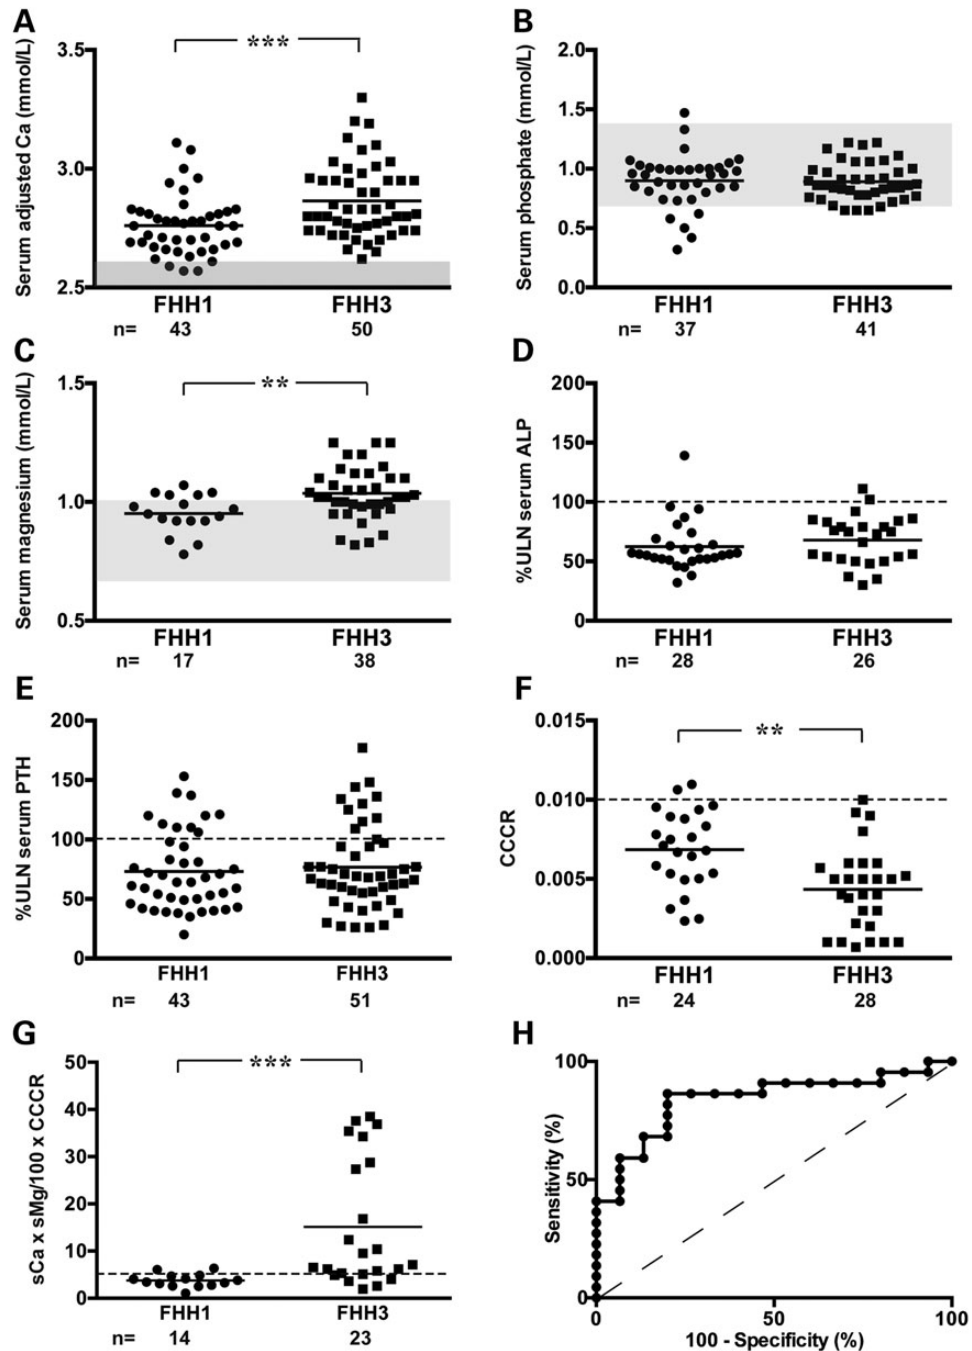 A
Serum adjusted Ca (mmol/L)
3.5
3.0
2.5
***
FHH1 FHH3
n= 43 50
B
Serum phosphate (mmol/L)
2.0
1.5
1.0
0.5
0.0
FHH1 FHH3
n= 37 41
C
Serum magnesium (mmol/L)
1.5
1.0
0.5
**
FHH1 FHH3
n= 17 38
D
%ULN serum ALP
200
150
100
50
0
FHH1 FHH3
n= 28 26
E
%ULN serum PTH
200
150
100
50
0
FHH1 FHH3
n= 43 51
F
CCCR
0.015
0.010
0.005
0.000
**
FHH1 FHH3
n= 24 28
G
sCa x sMg/100 x CCCR
50
40
30
20
10
0
***
FHH1 FHH3
n= 14 23
H
Sensitivity (%)
100
50
0
0 50 100
100 - Specificity (%)